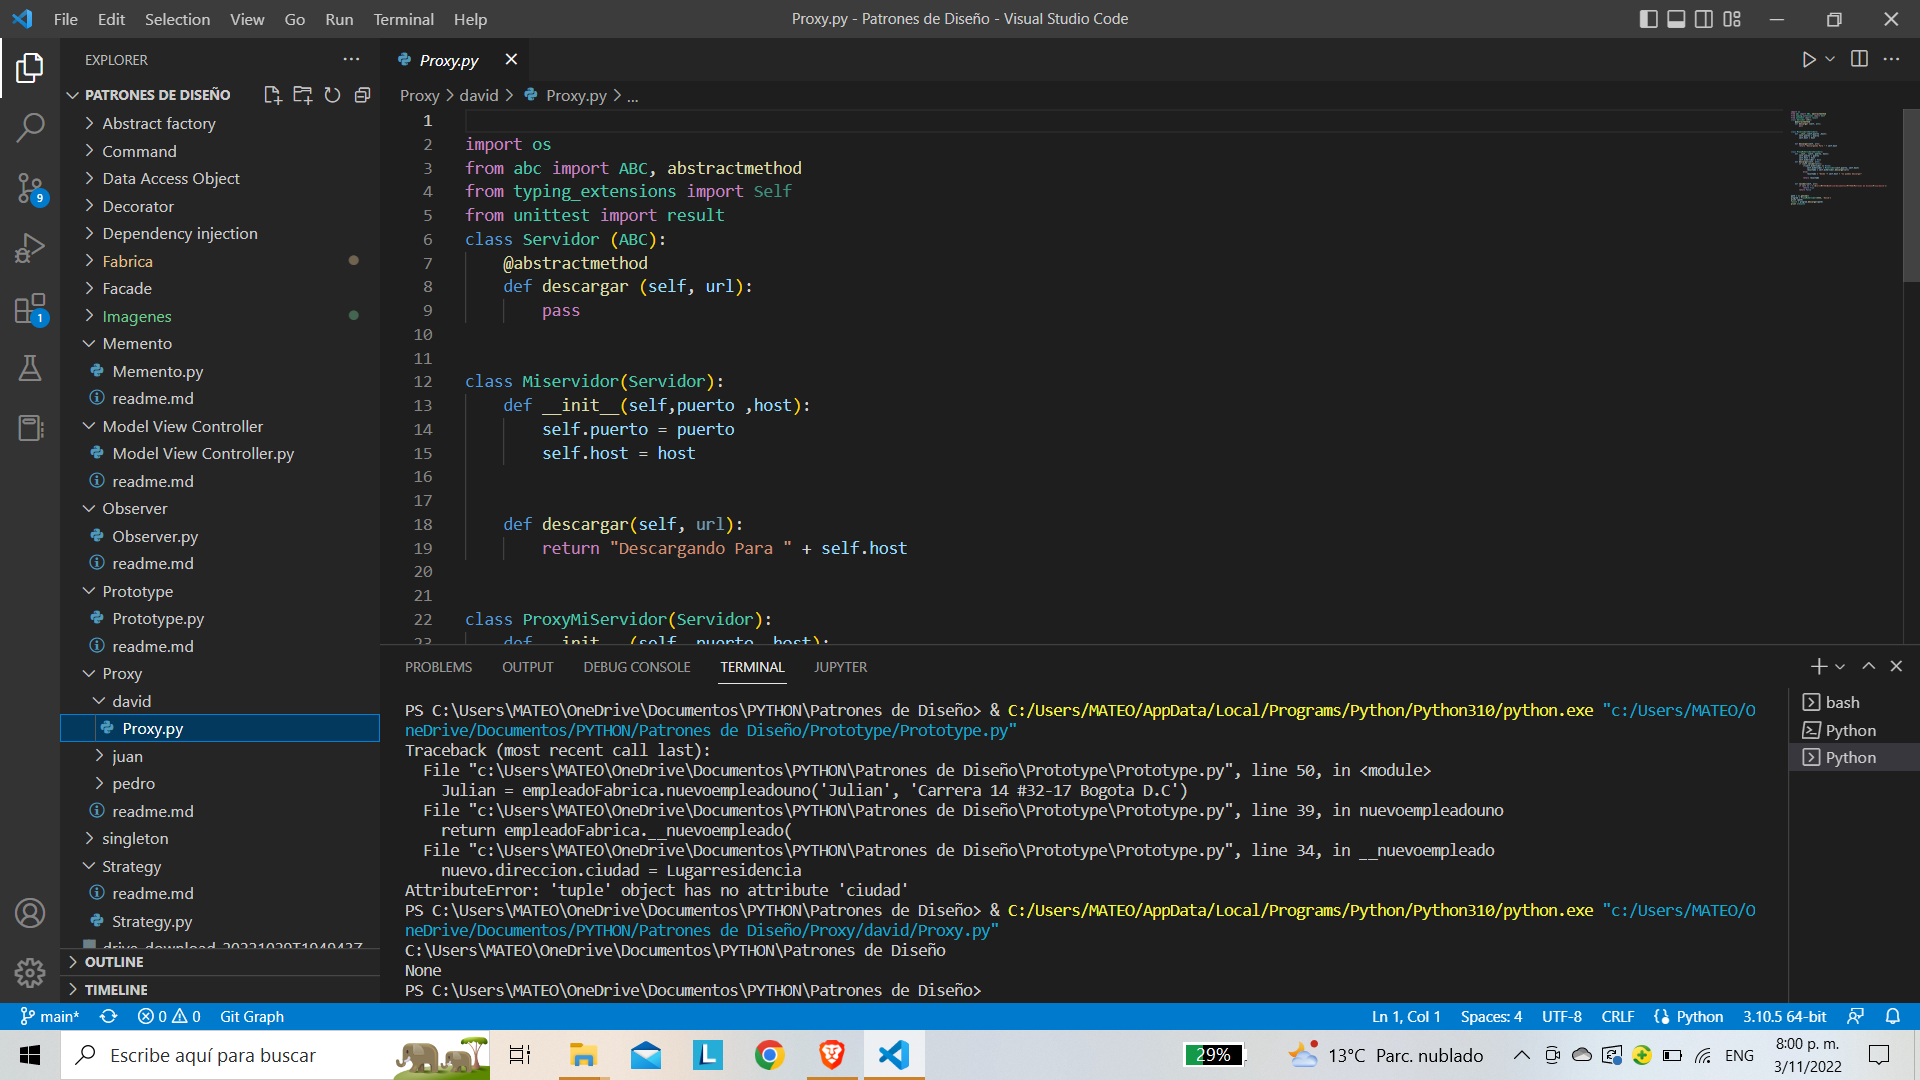 File Edit Selection View Go Run Terminal Help
Proxy.py - Patrones de Diseño - Visual Studio Code
EXPLORER
PATRONES DE DISEÑO
Abstract factory
Command
Data Access Object
Decorator
Dependency injection
Fabrica
Facade
Imagenes
Memento
Memento.py
readme.md
Model View Controller
Model View Controller.py
readme.md
Observer
Observer.py
readme.md
Prototype
Prototype.py
readme.md
Proxy
david
Proxy.py
juan
pedro
readme.md
singleton
Strategy
readme.md
Strategy.py
drive-download-20221029T194943Z
OUTLINE
TIMELINE
9
1
Proxy.py
Proxy > david > Proxy.py > ...
1
2 import os
3 from abc import ABC, abstractmethod
4 from typing_extensions import Self
5 from unittest import result
6 class Servidor (ABC):
7 @abstractmethod
8 def descargar (self, url):
9 pass
10
11
12 class Miservidor(Servidor):
13 def __init__(self,puerto ,host):
14 self.puerto = puerto
15 self.host = host
16
17
18 def descargar(self, url):
19 return "Descargando Para " + self.host
20
21
22 class ProxyMiServidor(Servidor):
23 def __init__(self, puerto, host):
PROBLEMS OUTPUT DEBUG CONSOLE TERMINAL JUPYTER
PS C:\Users\MATEO\OneDrive\Documentos\PYTHON\Patrones de Diseño> & C:/Users/MATEO/AppData/Local/Programs/Python/Python310/python.exe "c:/Users/MATEO/O
neDrive/Documentos/PYTHON/Patrones de Diseño/Prototype/Prototype.py"
Traceback (most recent call last):
File "c:\Users\MATEO\OneDrive\Documentos\PYTHON\Patrones de Diseño\Prototype\Prototype.py", line 50, in <module>
Julian = empleadoFabrica.nuevoempleadouno('Julian', 'Carrera 14 #32-17 Bogota D.C')
File "c:\Users\MATEO\OneDrive\Documentos\PYTHON\Patrones de Diseño\Prototype\Prototype.py", line 39, in nuevoempleadouno
return empleadoFabrica.__nuevoempleado(
File "c:\Users\MATEO\OneDrive\Documentos\PYTHON\Patrones de Diseño\Prototype\Prototype.py", line 34, in __nuevoempleado
nuevo.direccion.ciudad = Lugarresidencia
AttributeError: 'tuple' object has no attribute 'ciudad'
PS C:\Users\MATEO\OneDrive\Documentos\PYTHON\Patrones de Diseño> & C:/Users/MATEO/AppData/Local/Programs/Python/Python310/python.exe "c:/Users/MATEO/O
neDrive/Documentos/PYTHON/Patrones de Diseño/Proxy/david/Proxy.py"
C:\Users\MATEO\OneDrive\Documentos\PYTHON\Patrones de Diseño
None
PS C:\Users\MATEO\OneDrive\Documentos\PYTHON\Patrones de Diseño>
bash
Python
Python
main* 0 0 Git Graph
Ln 1, Col 1 Spaces: 4 UTF-8 CRLF Python 3.10.5 64-bit
Escribe aquí para buscar
L
29%
13°C Parc. nublado
ENG
8:00 p. m.
3/11/2022